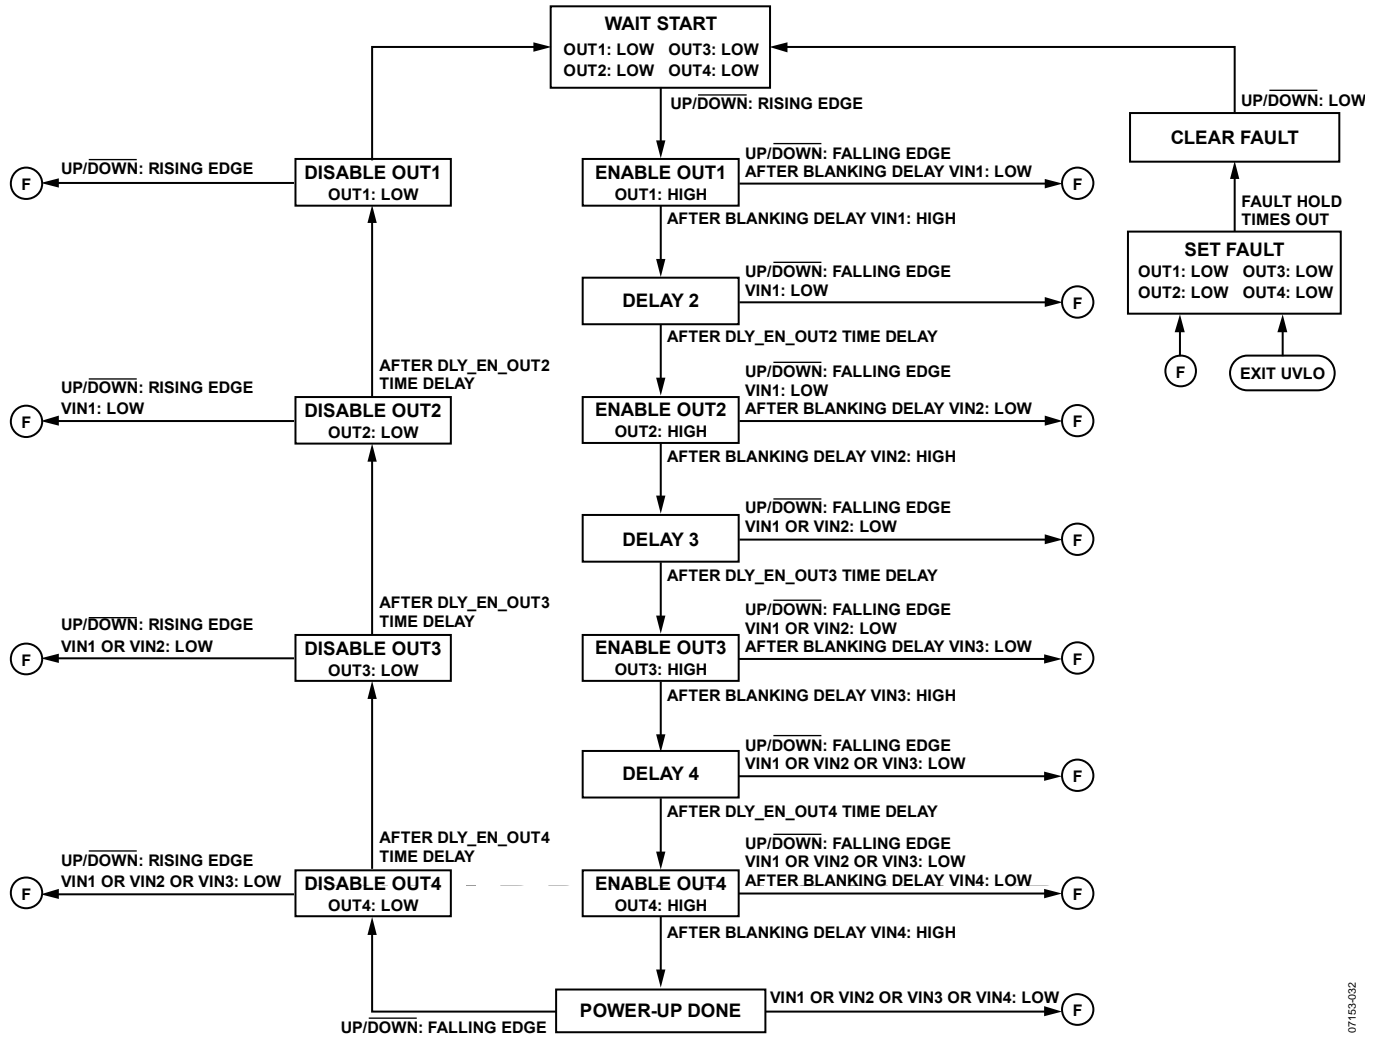 WAIT START
OUT1: LOW OUT3: LOW
OUT2: LOW OUT4: LOW
UP/DOWN: RISING EDGE
UP/DOWN: LOW
CLEAR FAULT
FAULT HOLD
TIMES OUT
SET FAULT
OUT1: LOW OUT3: LOW
OUT2: LOW OUT4: LOW
F
EXIT UVLO
ENABLE OUT1
OUT1: HIGH
UP/DOWN: FALLING EDGE
AFTER BLANKING DELAY VIN1: LOW
F
AFTER BLANKING DELAY VIN1: HIGH
DELAY 2
UP/DOWN: FALLING EDGE
VIN1: LOW
F
AFTER DLY_EN_OUT2 TIME DELAY
ENABLE OUT2
OUT2: HIGH
UP/DOWN: FALLING EDGE
VIN1: LOW
AFTER BLANKING DELAY VIN2: LOW
F
AFTER BLANKING DELAY VIN2: HIGH
DELAY 3
UP/DOWN: FALLING EDGE
VIN1 OR VIN2: LOW
F
AFTER DLY_EN_OUT3 TIME DELAY
ENABLE OUT3
OUT3: HIGH
UP/DOWN: FALLING EDGE
VIN1 OR VIN2: LOW
AFTER BLANKING DELAY VIN3: LOW
F
AFTER BLANKING DELAY VIN3: HIGH
DELAY 4
UP/DOWN: FALLING EDGE
VIN1 OR VIN2 OR VIN3: LOW
F
AFTER DLY_EN_OUT4 TIME DELAY
ENABLE OUT4
OUT4: HIGH
UP/DOWN: FALLING EDGE
VIN1 OR VIN2 OR VIN3: LOW
AFTER BLANKING DELAY VIN4: LOW
F
AFTER BLANKING DELAY VIN4: HIGH
POWER-UP DONE
VIN1 OR VIN2 OR VIN3 OR VIN4: LOW
F
UP/DOWN: FALLING EDGE
DISABLE OUT4
OUT4: LOW
UP/DOWN: RISING EDGE
VIN1 OR VIN2 OR VIN3: LOW
F
AFTER DLY_EN_OUT4
TIME DELAY
DISABLE OUT3
OUT3: LOW
UP/DOWN: RISING EDGE
VIN1 OR VIN2: LOW
F
AFTER DLY_EN_OUT3
TIME DELAY
DISABLE OUT2
OUT2: LOW
UP/DOWN: RISING EDGE
VIN1: LOW
F
AFTER DLY_EN_OUT2
TIME DELAY
DISABLE OUT1
OUT1: LOW
UP/DOWN: RISING EDGE
F
07153-032